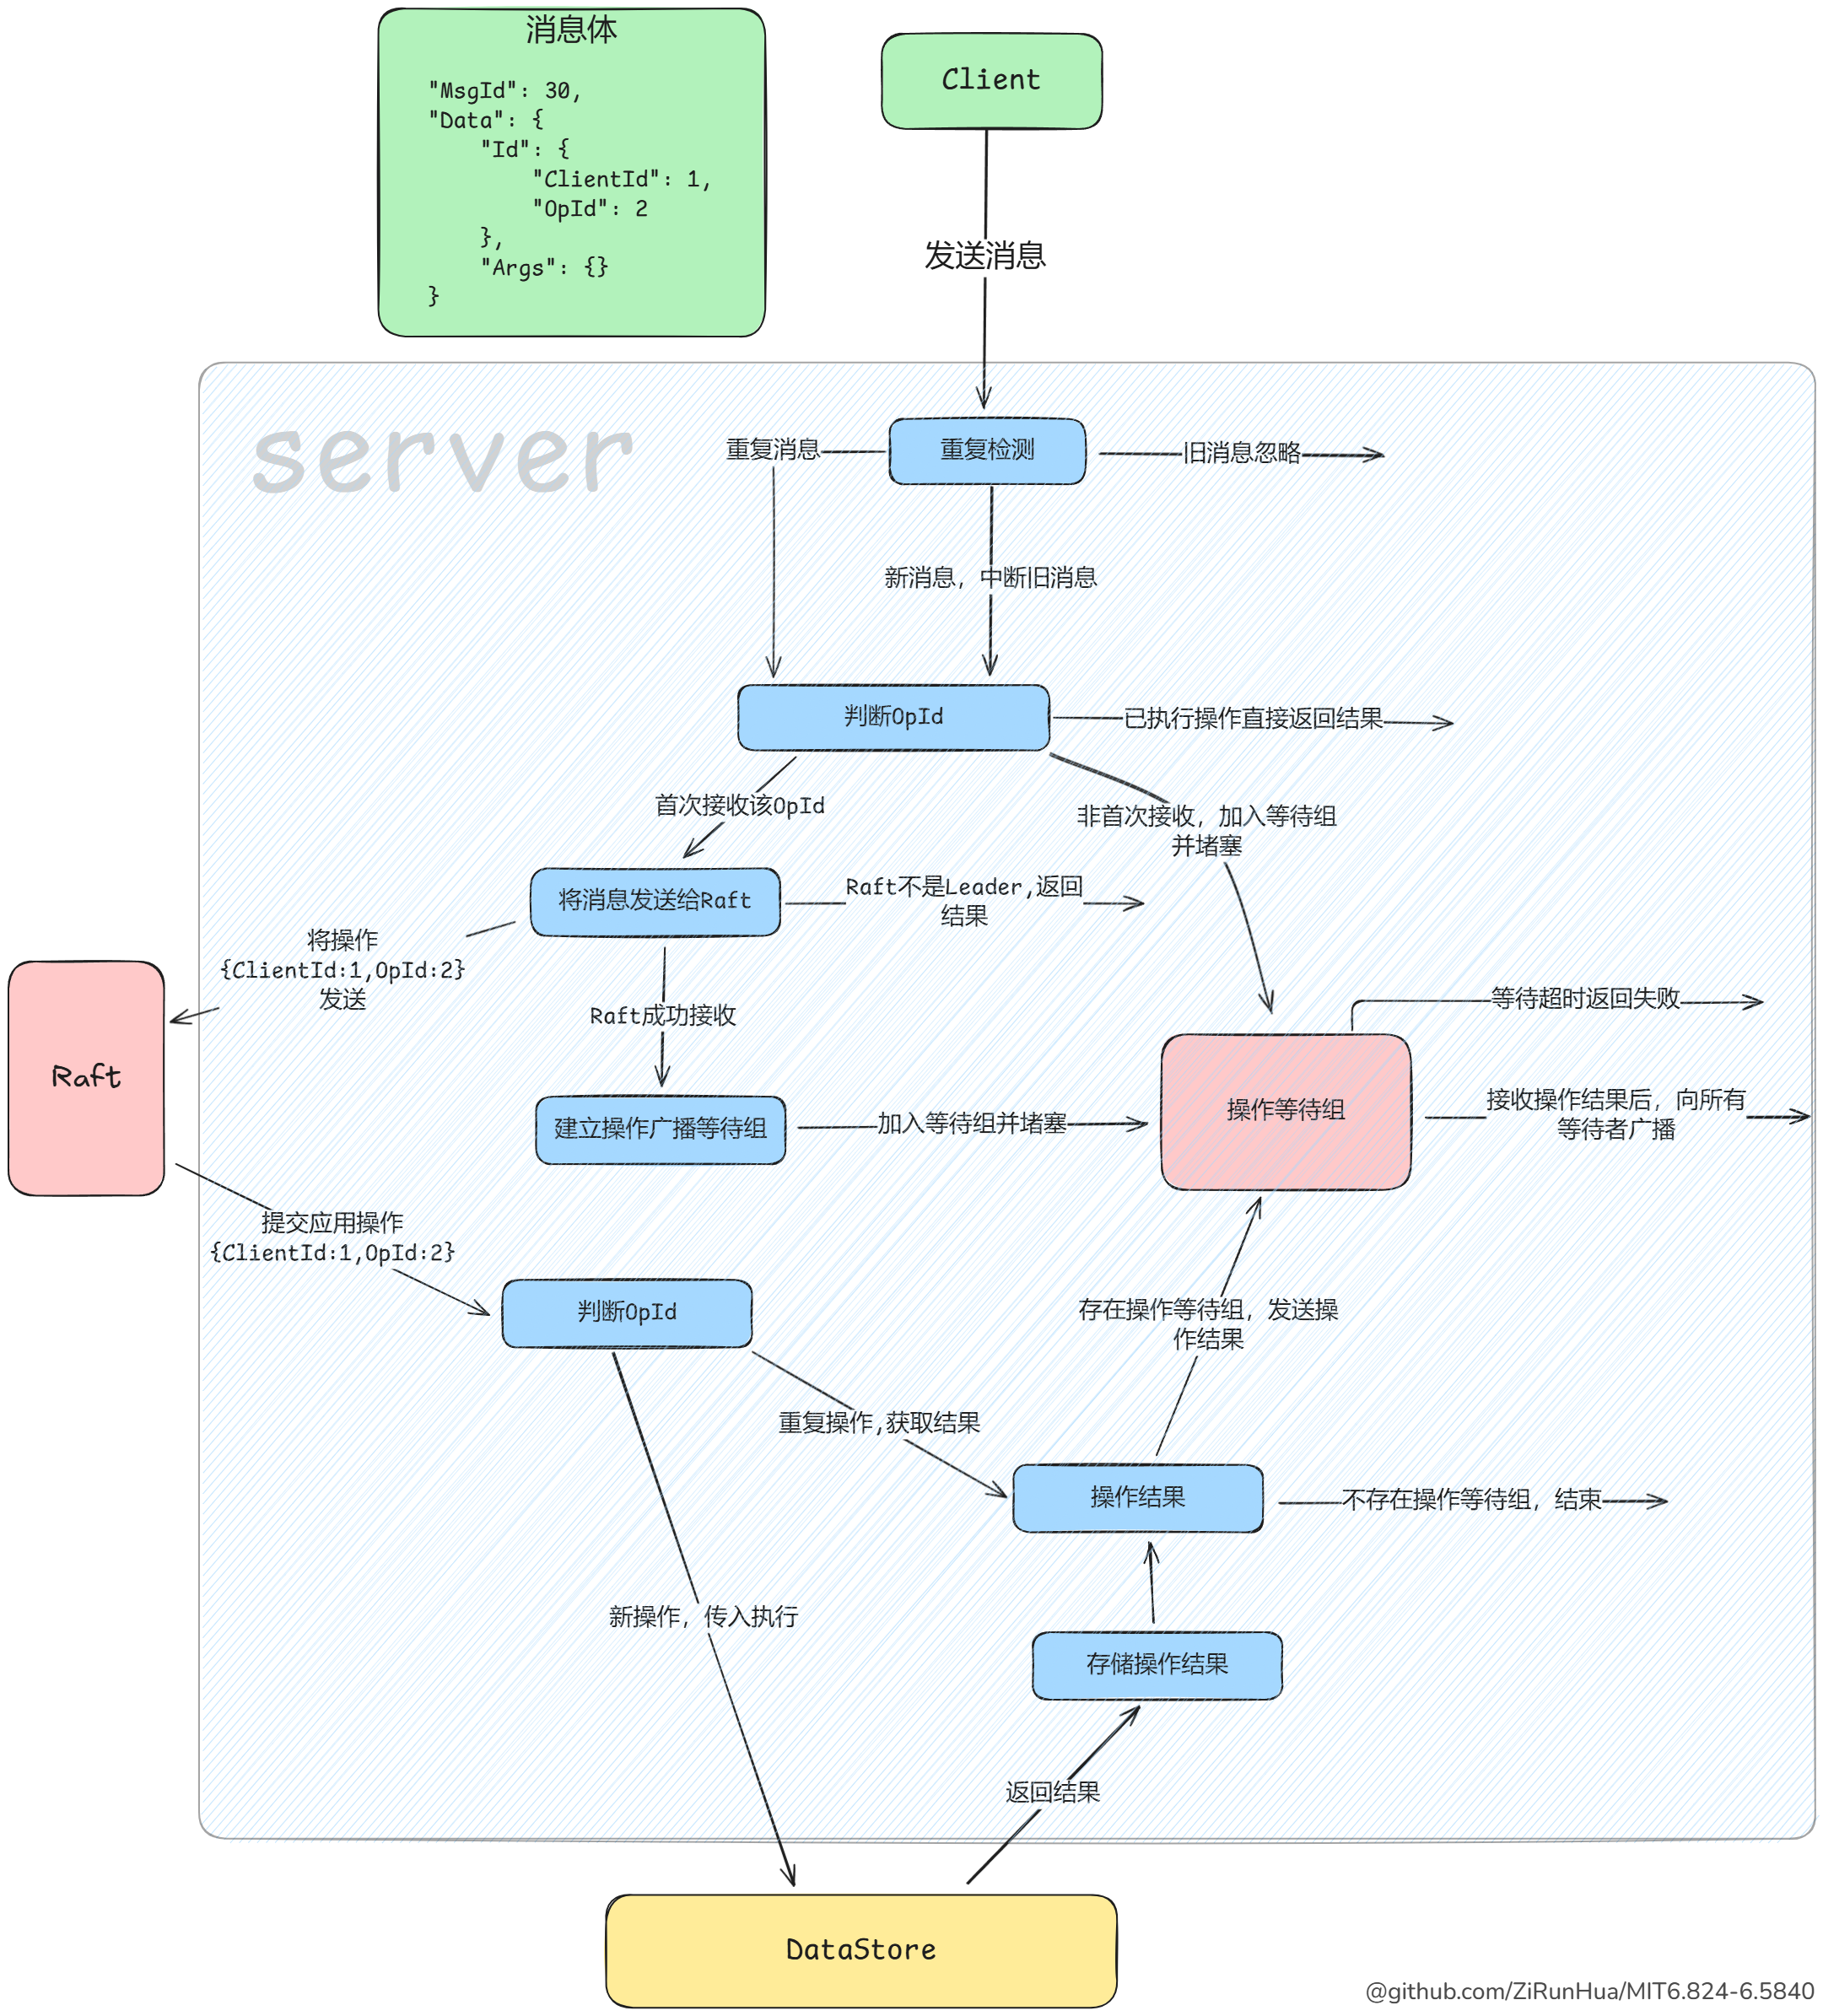 消息体
"MsgId": 30,
"Data": {
"Id": {
"ClientId": 1,
"OpId": 2
},
"Args": {}
}
Client
发送消息
server
重复消息
重复检测
旧消息忽略
新消息，中断旧消息
判断OpId
已执行操作直接返回结果
首次接收该OpId
非首次接收，加入等待组
并堵塞
将消息发送给Raft
Raft不是Leader,返回
结果
将操作
{ClientId:1,OpId:2}
发送
Raft成功接收
等待超时返回失败
Raft
建立操作广播等待组
加入等待组并堵塞
操作等待组
接收操作结果后，向所有
等待者广播
提交应用操作
{ClientId:1,OpId:2}
判断OpId
存在操作等待组，发送操
作结果
重复操作,获取结果
操作结果
不存在操作等待组，结束
新操作，传入执行
存储操作结果
返回结果
DataStore
@github.com/ZiRunHua/MIT6.824-6.5840